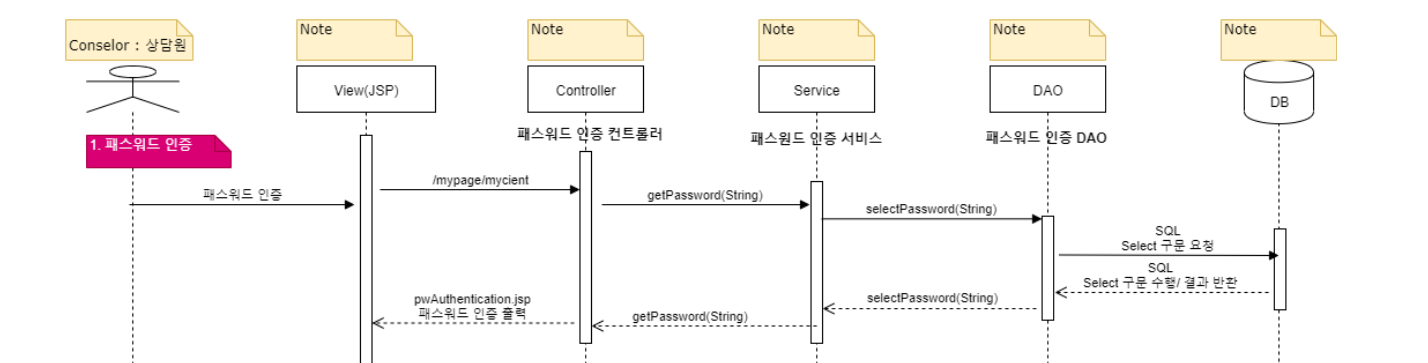 Conselor : 상담원
Note
Note
Note
Note
Note
View(JSP)
Controller
Service
DAO
DB
1. 패스워드 인증
패스워드 인증 컨트롤러
패스원드 인증 서비스
패스워드 인증 DAO
패스워드 인증
/mypage/mycient
getPassword(String)
selectPassword(String)
SQL
Select 구문 요청
SQL
Select 구문 수행/ 결과 반환
selectPassword(String)
getPassword(String)
pwAuthentication.jsp
패스워드 인증 출력